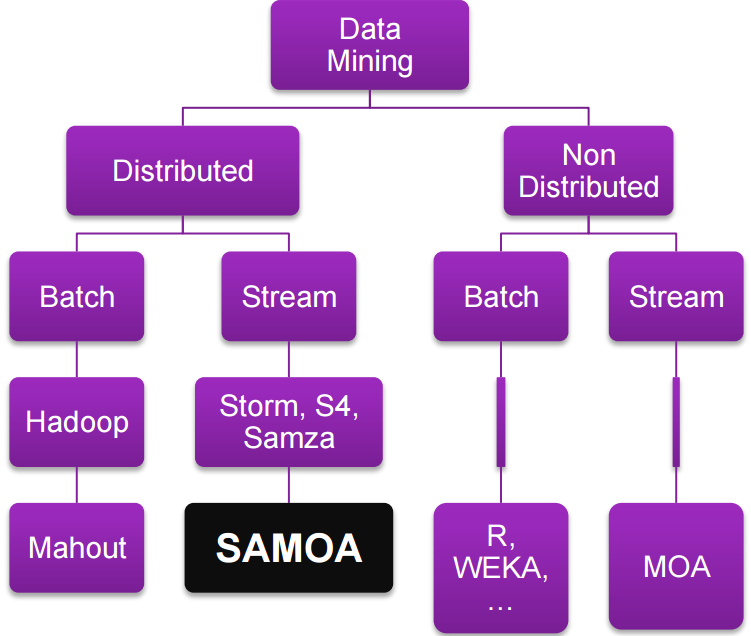 Data
Mining
Distributed
Non
Distributed
Batch
Stream
Batch
Stream
Hadoop
Storm, S4,
Samza
Mahout
SAMOA
R,
WEKA,
...
MOA